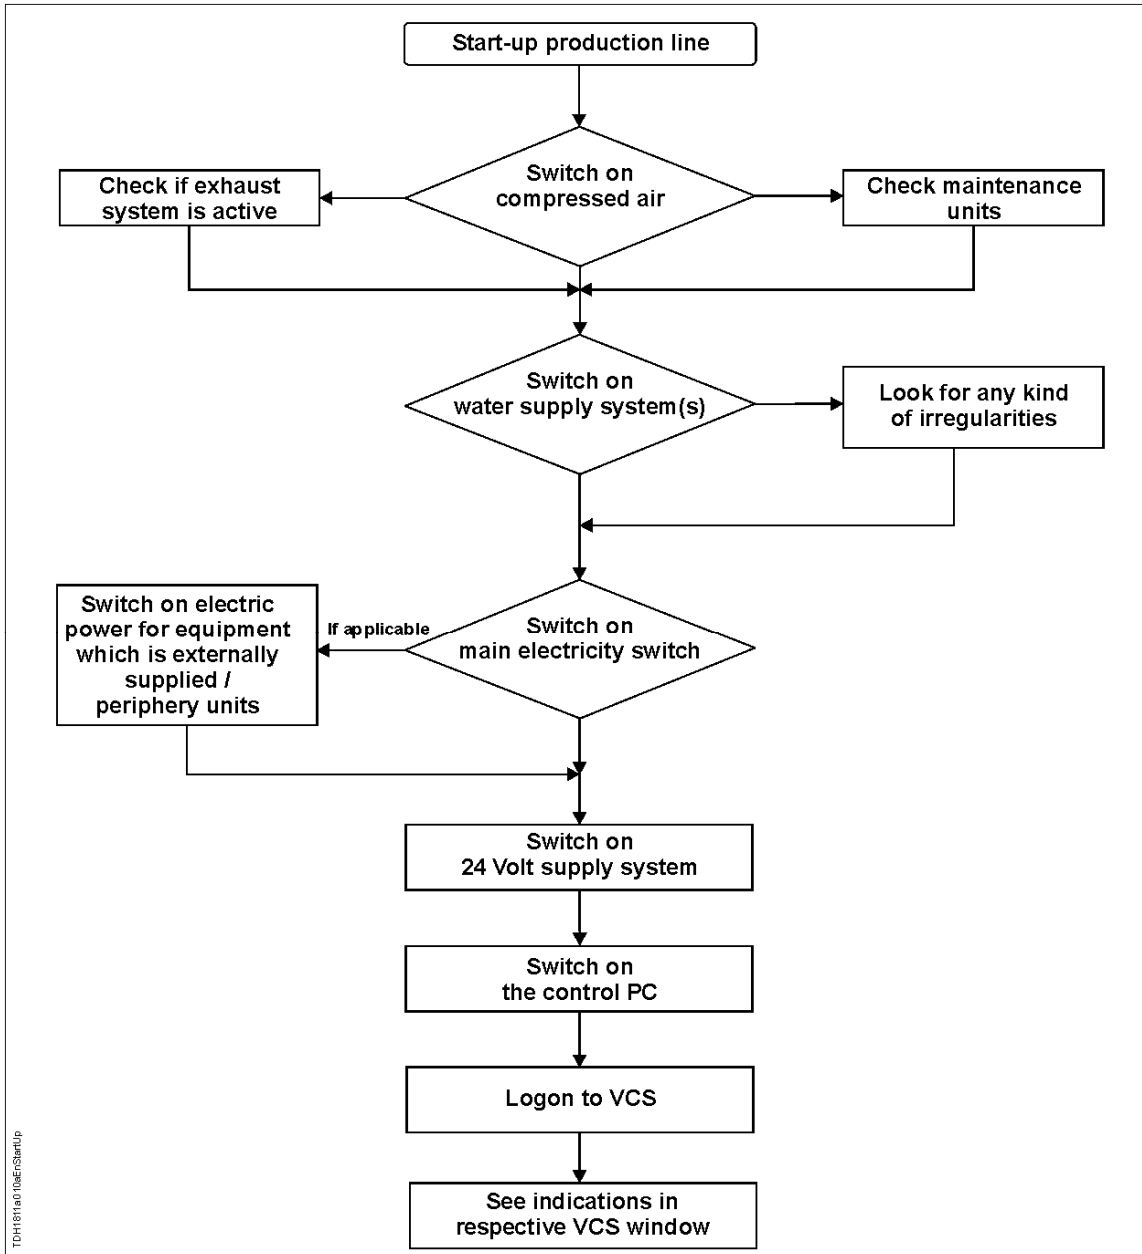 Start-up production line
Switch on
compressed air
Check if exhaust
system is active
Check maintenance
units
Switch on
water supply system(s)
Look for any kind
of irregularities
Switch on
main electricity switch
If applicable
Switch on electric
power for equipment
which is externally
supplied /
periphery units
Switch on
24 Volt supply system
Switch on
the control PC
Logon to VCS
See indications in
respective VCS window
TDH1811a010aEnStartUp